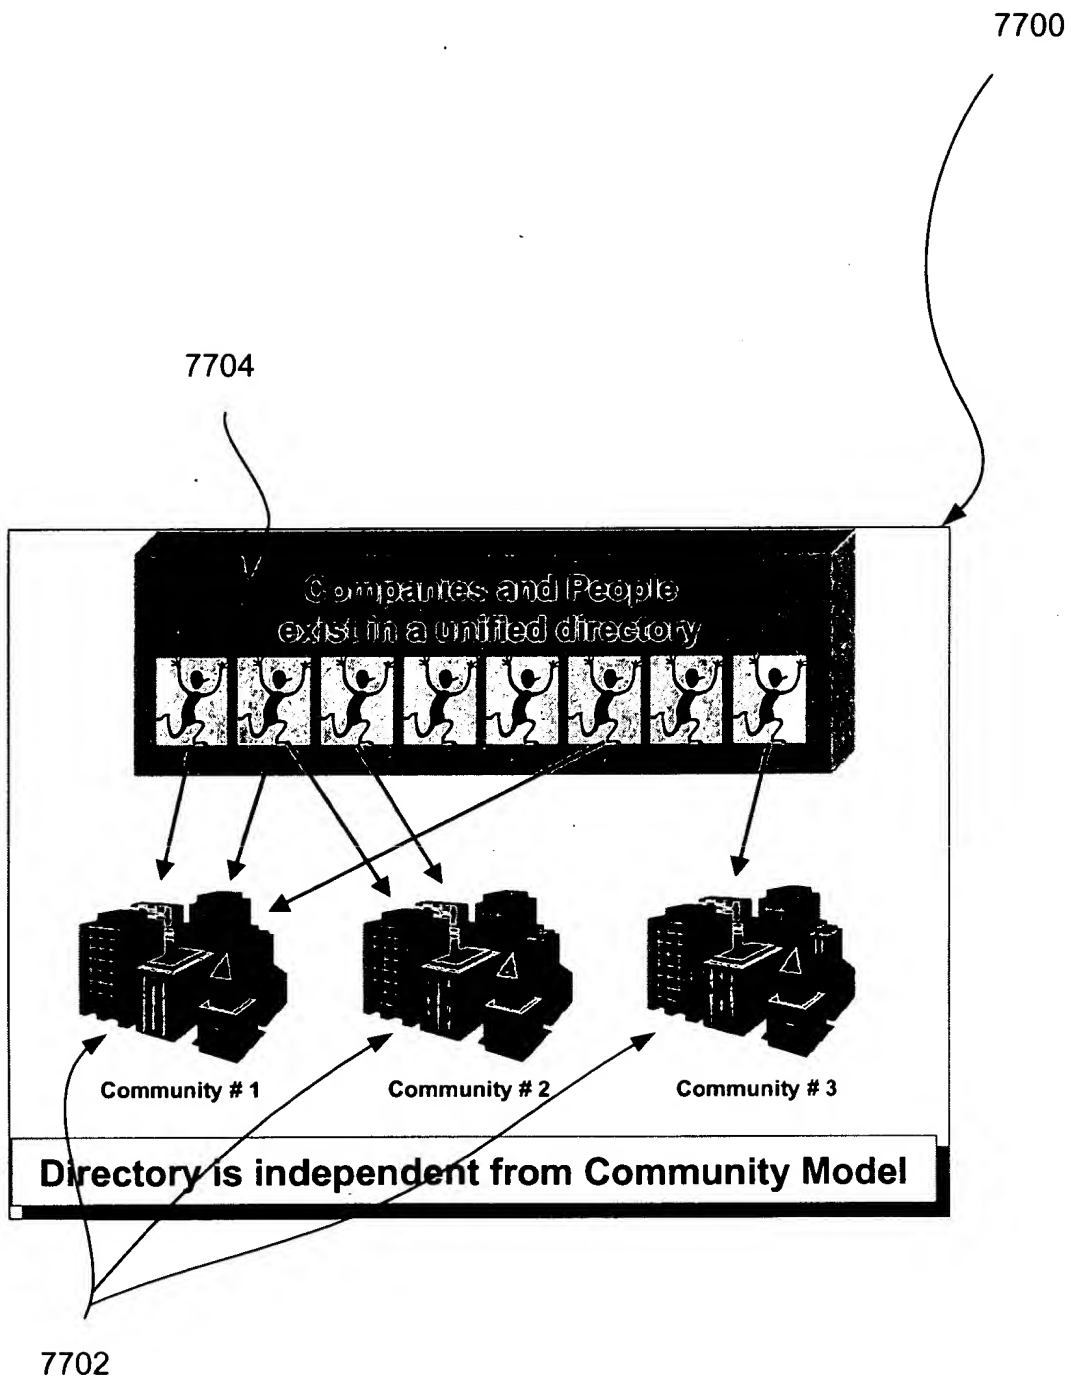 7700
7704
Companies and People
exist in a unified directory
Community # 1
Community # 2
Community # 3
Directory is independent from Community Model
7702